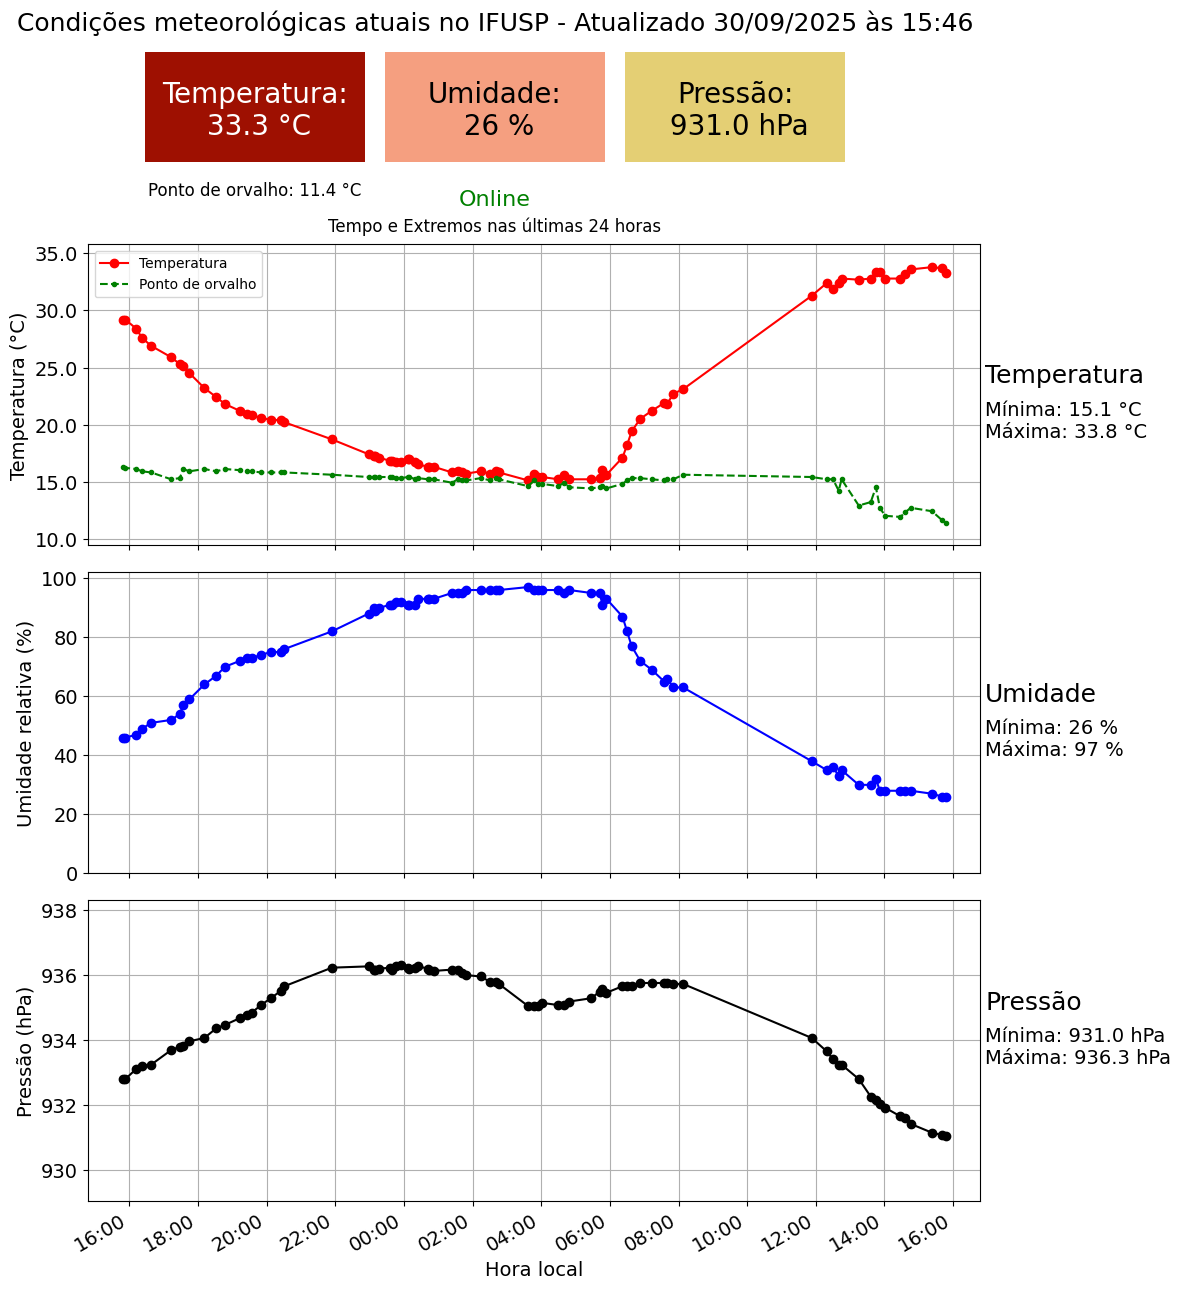 Condições meteorológicas atuais no IFUSP - Atualizado 30/09/2025 às 15:46
Temperatura:
33.3 °C
Umidade:
26 %
Pressão:
931.0 hPa
Ponto de orvalho: 11.4 °C
Online
Tempo e Extremos nas últimas 24 horas
Temperatura
Ponto de orvalho
Temperatura (°C)
35.0
30.0
25.0
20.0
15.0
10.0
Temperatura
Mínima: 15.1 °C
Máxima: 33.8 °C
Umidade relativa (%)
100
80
60
40
20
0
Umidade
Mínima: 26 %
Máxima: 97 %
Pressão (hPa)
938
936
934
932
930
Pressão
Mínima: 931.0 hPa
Máxima: 936.3 hPa
16:00
18:00
20:00
22:00
00:00
02:00
04:00
06:00
08:00
10:00
12:00
14:00
16:00
Hora local